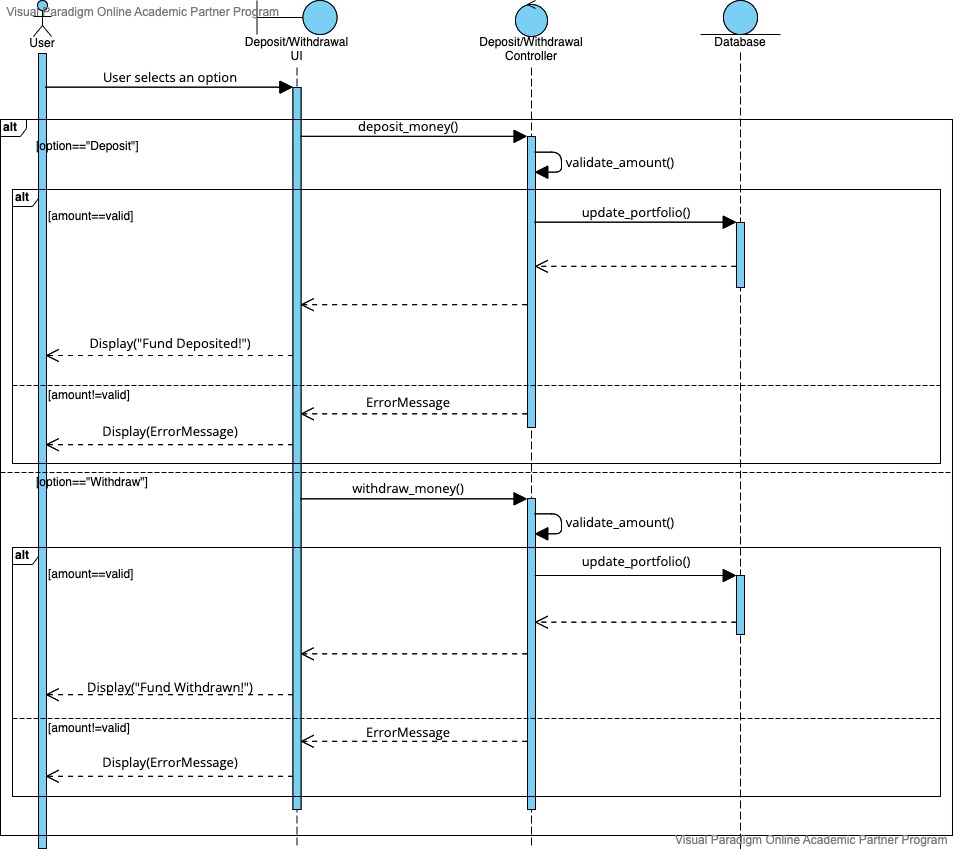 Visual Paradigm Online Academic Partner Program
User
Deposit/Withdrawal
UI
Deposit/Withdrawal
Controller
Database
User selects an option
alt
[option=="Deposit"]
deposit_money()
validate_amount()
alt
[amount==valid]
update_portfolio()
Display("Fund Deposited!")
[amount!=valid]
ErrorMessage
Display(ErrorMessage)
[option=="Withdraw"]
withdraw_money()
validate_amount()
alt
[amount==valid]
update_portfolio()
Display("Fund Withdrawn!")
[amount!=valid]
ErrorMessage
Display(ErrorMessage)
Visual Paradigm Online Academic Partner Program